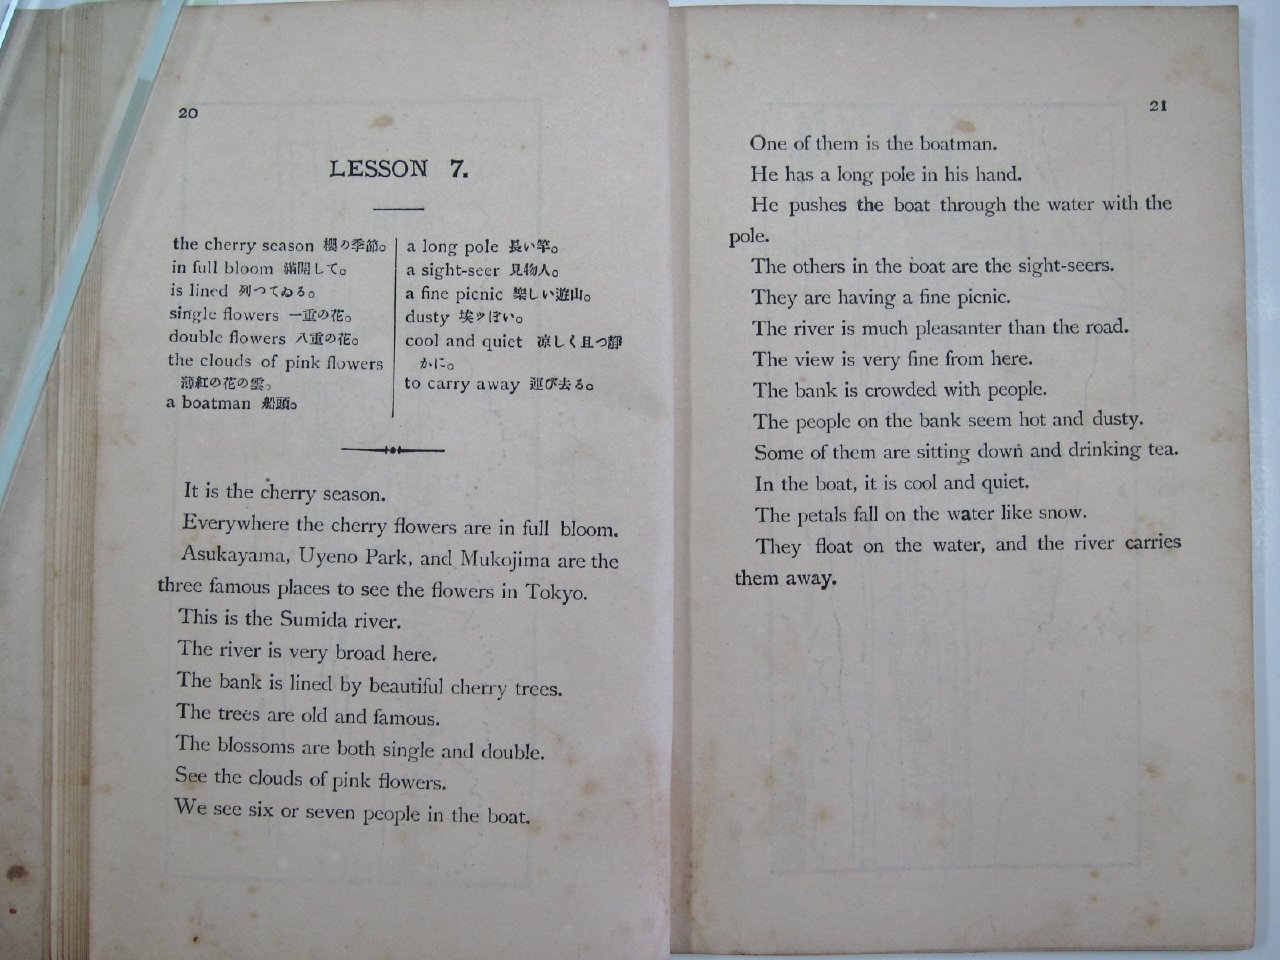 20
LESSON 7.
the cherry season 櫻の季節。
in full bloom 滿開して。
is lined 列つてゐる。
single flowers 一重の花。
double flowers 八重の花。
the clouds of pink flowers
薄紅の花の雲。
a boatman 船頭。
a long pole 長い竿。
a sight-seer 見物人。
a fine picnic 樂しい遊山。
dusty 埃ッぽい。
cool and quiet 凉しく且つ靜
かに。
to carry away 運び去る。
It is the cherry season.
Everywhere the cherry flowers are in full bloom.
Asukayama, Uyeno Park, and Mukojima are the
three famous places to see the flowers in Tokyo.
This is the Sumida river.
The river is very broad here.
The bank is lined by beautiful cherry trees.
The trees are old and famous.
The blossoms are both single and double.
See the clouds of pink flowers.
We see six or seven people in the boat.
21
One of them is the boatman.
He has a long pole in his hand.
He pushes the boat through the water with the
pole.
The others in the boat are the sight-seers.
They are having a fine picnic.
The river is much pleasanter than the road.
The view is very fine from here.
The bank is crowded with people.
The people on the bank seem hot and dusty.
Some of them are sitting down and drinking tea.
In the boat, it is cool and quiet.
The petals fall on the water like snow.
They float on the water, and the river carries
them away.